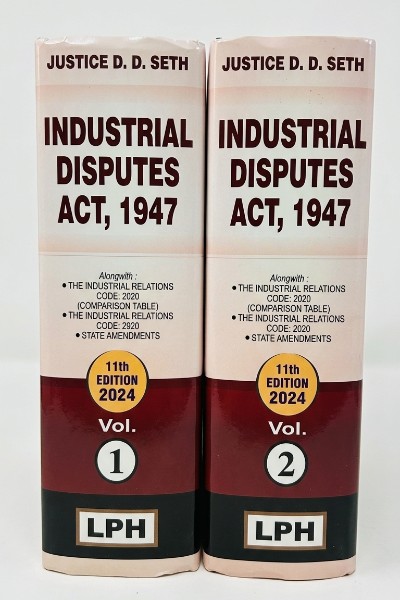 JUSTICE D. D. SETH
INDUSTRIAL
DISPUTES
ACT, 1947
Alongwith :
● THE INDUSTRIAL RELATIONS
CODE: 2020
(COMPARISON TABLE)
● THE INDUSTRIAL RELATIONS
CODE: 2920
● STATE AMENDMENTS
11th
EDITION
2024
Vol.
1
LPH
JUSTICE D. D. SETH
INDUSTRIAL
DISPUTES
ACT, 1947
Alongwith :
● THE INDUSTRIAL RELATIONS
CODE: 2020
(COMPARISON TABLE)
● THE INDUSTRIAL RELATIONS
CODE: 2020
● STATE AMENDMENTS
11th
EDITION
2024
Vol.
2
LPH